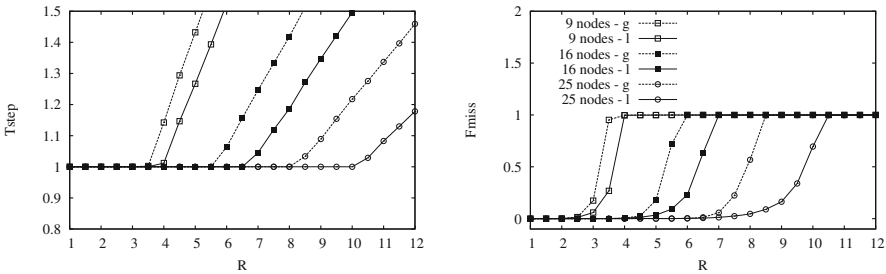 1.5
1.4
1.3
1.2
1.1
1
0.9
0.8
Tstep
1 2 3 4 5 6 7 8 9 10 11 12
R
2
1.5
1
0.5
0
Fmiss
9 nodes - g
9 nodes - l
16 nodes - g
16 nodes - l
25 nodes - g
25 nodes - l
1 2 3 4 5 6 7 8 9 10 11 12
R